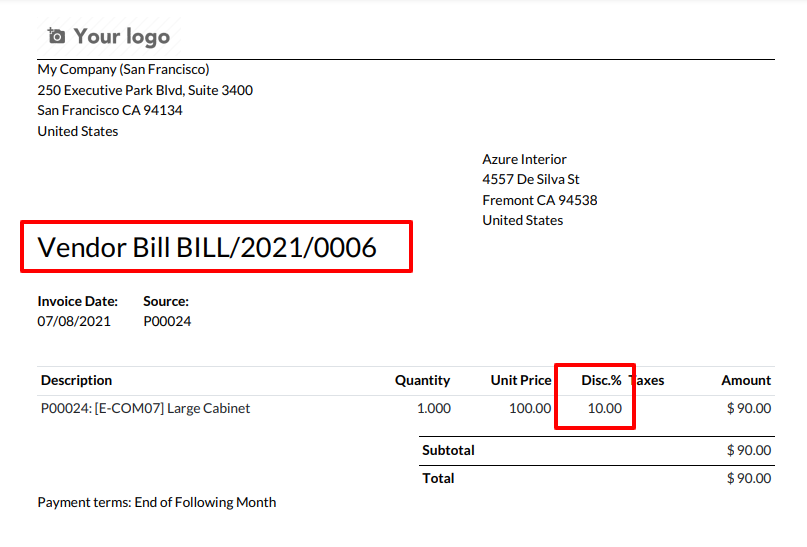 Your logo
My Company (San Francisco)
250 Executive Park Blvd, Suite 3400
San Francisco CA 94134
United States
Azure Interior
4557 De Silva St
Fremont CA 94538
United States
Vendor Bill BILL/2021/0006
Invoice Date: Source:
07/08/2021 P00024
Description Quantity Unit Price Disc.% Taxes Amount
P00024: [E-COM07] Large Cabinet 1.000 100.00 10.00 $ 90.00
Subtotal $ 90.00
Total $ 90.00
Payment terms: End of Following Month